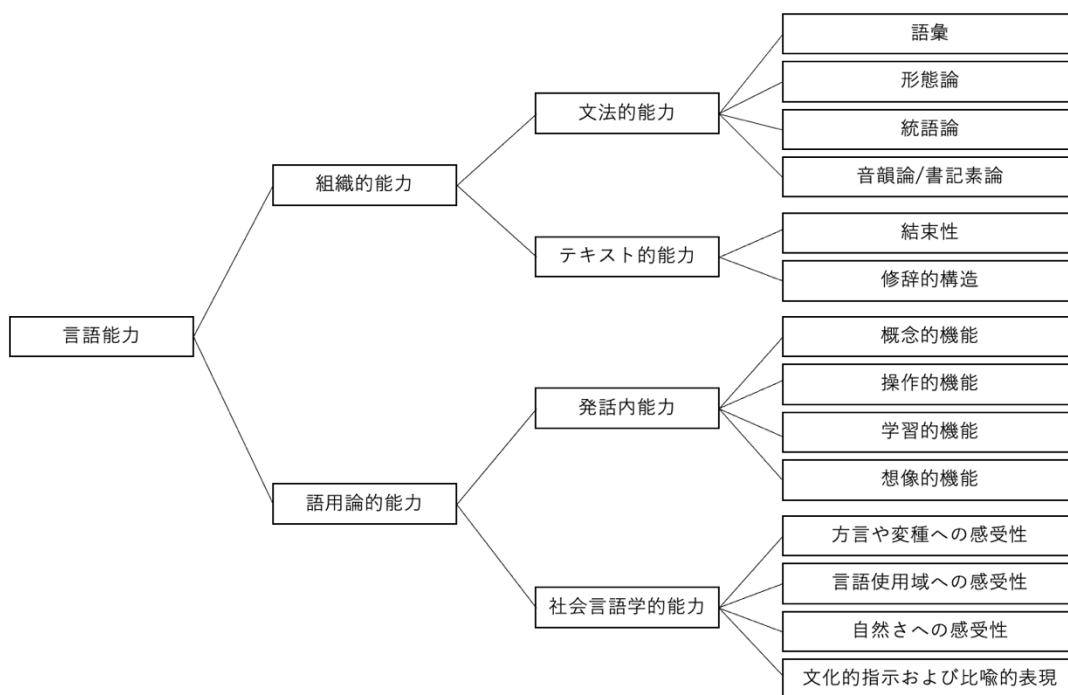 言語能力
組織的能力
文法的能力
語彙
形態論
統語論
音韻論/書記素論
テキスト的能力
結束性
修辞的構造
語用論的能力
発話内能力
概念的機能
操作的機能
学習的機能
想像的機能
社会言語学的能力
方言や変種への感受性
言語使用域への感受性
自然さへの感受性
文化的指示および比喩的表現